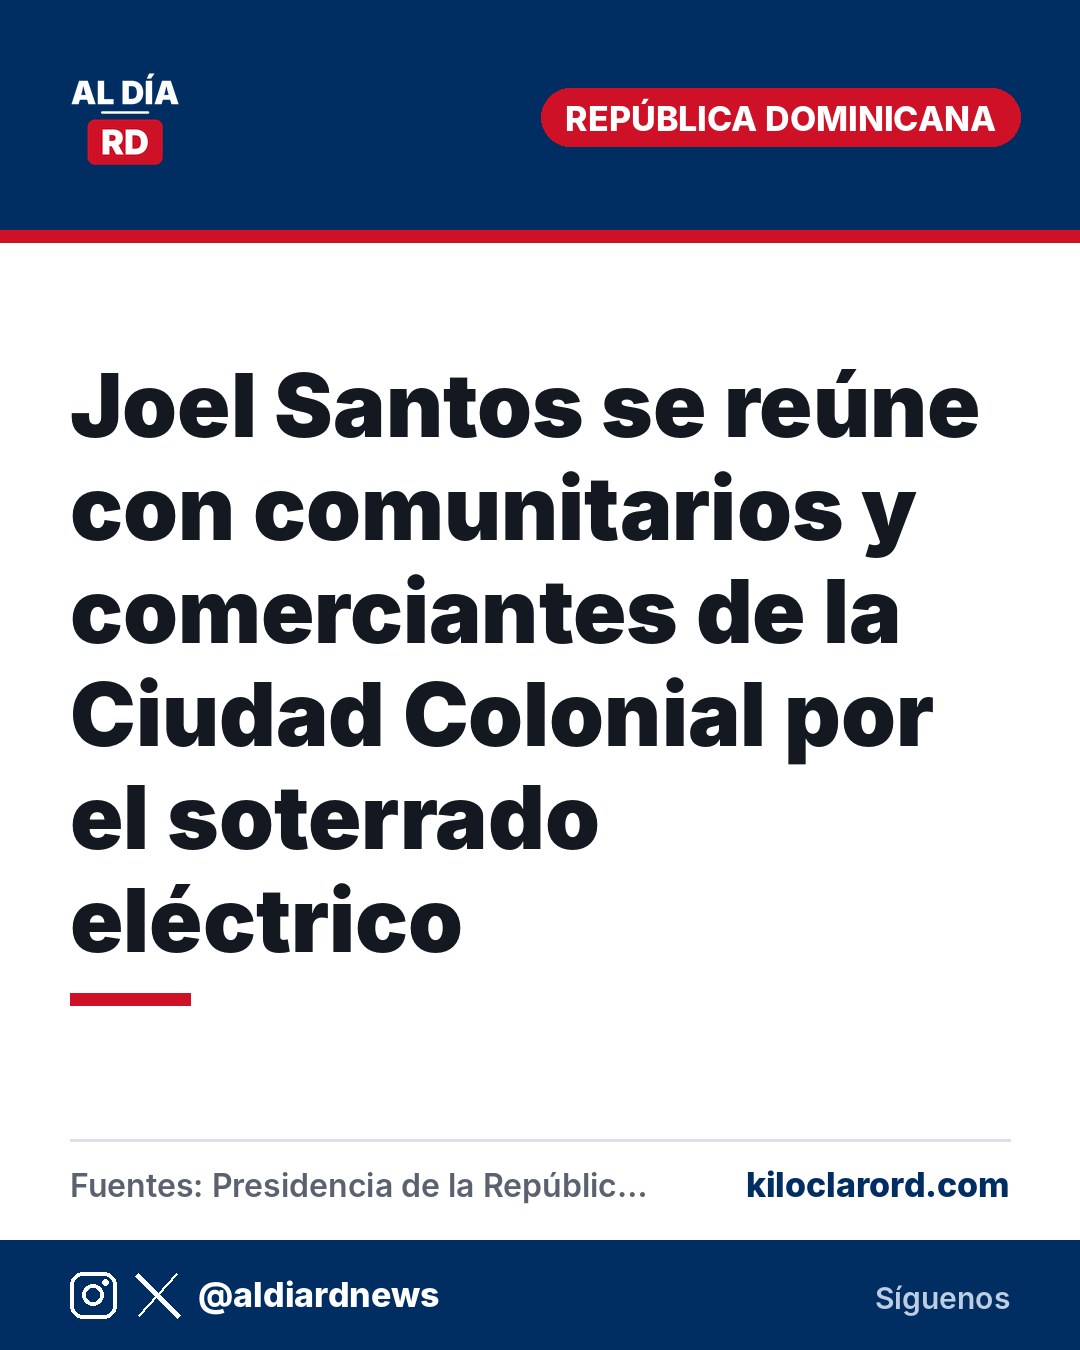 AL DÍA
RD
REPÚBLICA DOMINICANA
Joel Santos se reúne
con comunitarios y
comerciantes de la
Ciudad Colonial por
el soterrado
eléctrico
Fuentes: Presidencia de la Repúblic...
kiloclarord.com
@aldiardnews
Síguenos